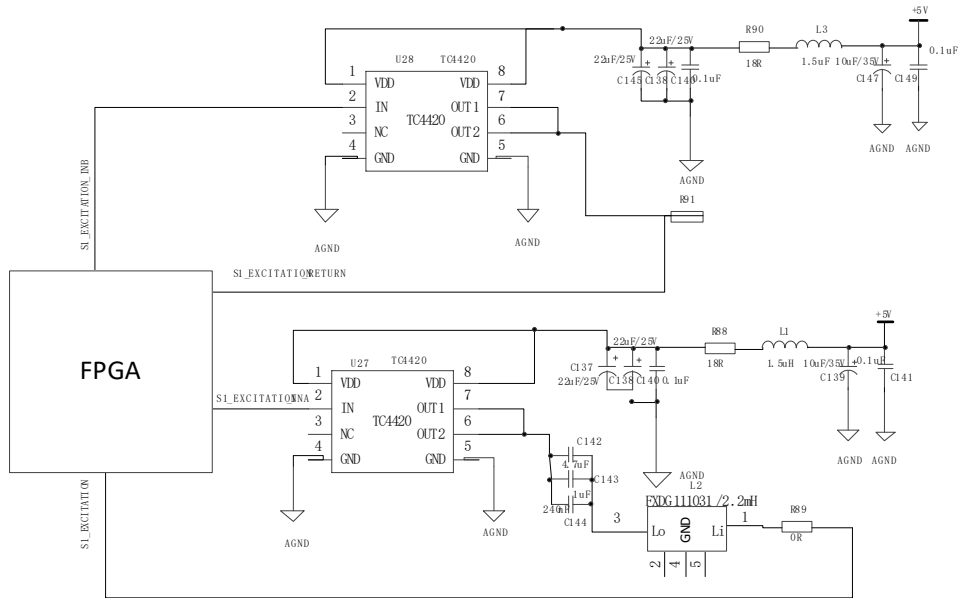 +5V
22uF/25V
R90
L3
0.1uF
U28 TC4420
22uF/25V
18R
1.5uF
10uF/35V
C145
C138
C140
0.1uF
C147
C149
1 VDD VDD 8
2 IN OUT1 7
TC4420
3 NC OUT2 6
4 GND GND 5
AGND
AGND
AGND
R91
AGND
AGND
S1_EXCITATION_INB
S1_EXCITATION_RETURN
FPGA
+5V
22uF/25V
R88
L1
U27 TC4420
C137
18R
1.5uH
10uF/35V
0.1uF
22uF/25V
C138
C140
0.1uF
C139
C141
1 VDD VDD 8
S1_EXCITATION_INA
2 IN OUT1 7
TC4420
3 NC OUT2 6
4 GND GND 5
C142
4.7uF
C143
1uF
240nF
C144
AGND
AGND
AGND
L2
FXDG111031/2.2mH
AGND
AGND
3 Lo GND Li 1
R89
0R
2 4 5
S1_EXCITATION